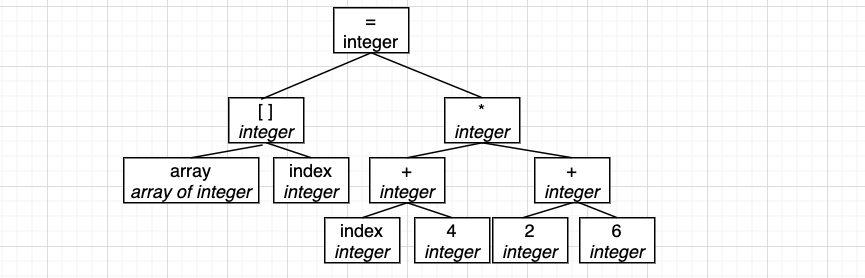 =
integer
[ ]
integer
*
integer
array
array of integer
index
integer
+
integer
+
integer
index
integer
4
integer
2
integer
6
integer